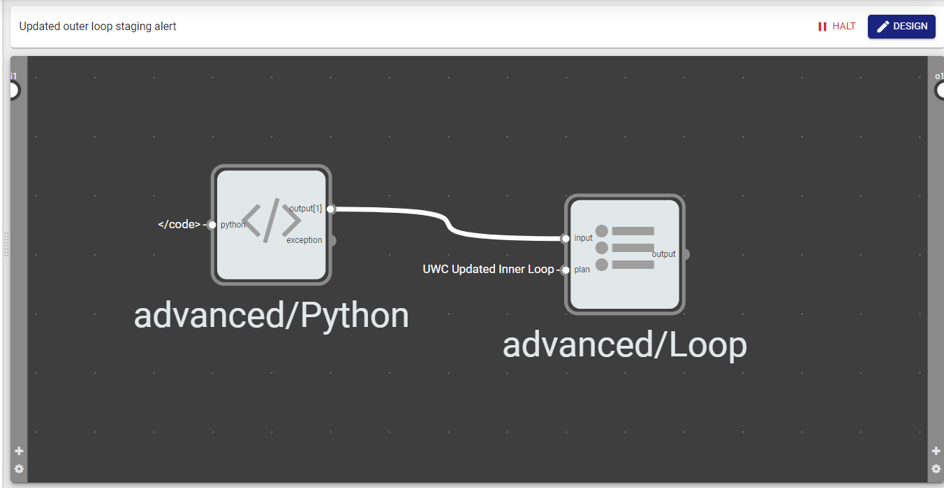 Updated outer loop staging alert
HALT
DESIGN
i1
o1
</code>
python
output[1]
exception
advanced/Python
UWC Updated Inner Loop
input
plan
output
advanced/Loop